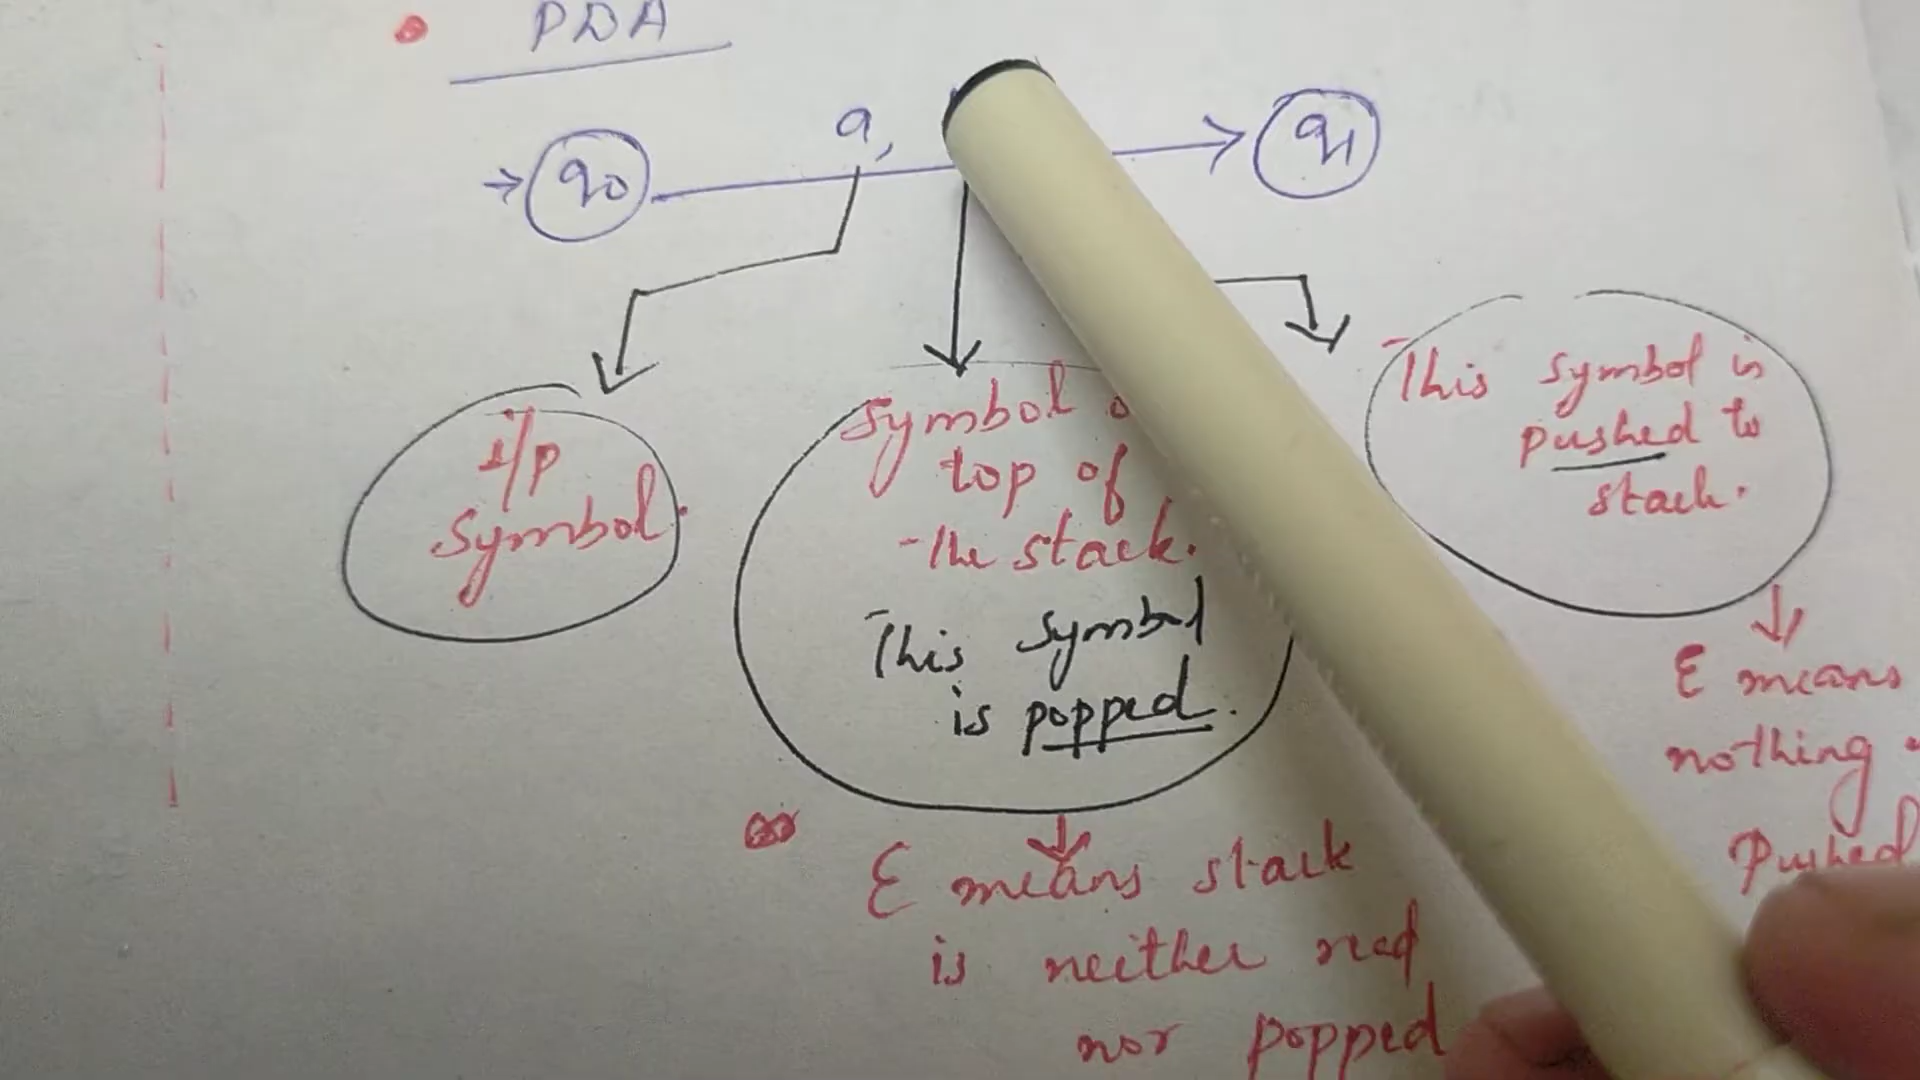 PDA
a,
q0
q1
i/p
symbol.
symbol
top of
the stack.
This symbol
is popped.
This symbol is
pushed to
stack.
ε means
nothing
Pushed
ε means stack
is neither read
nor popped